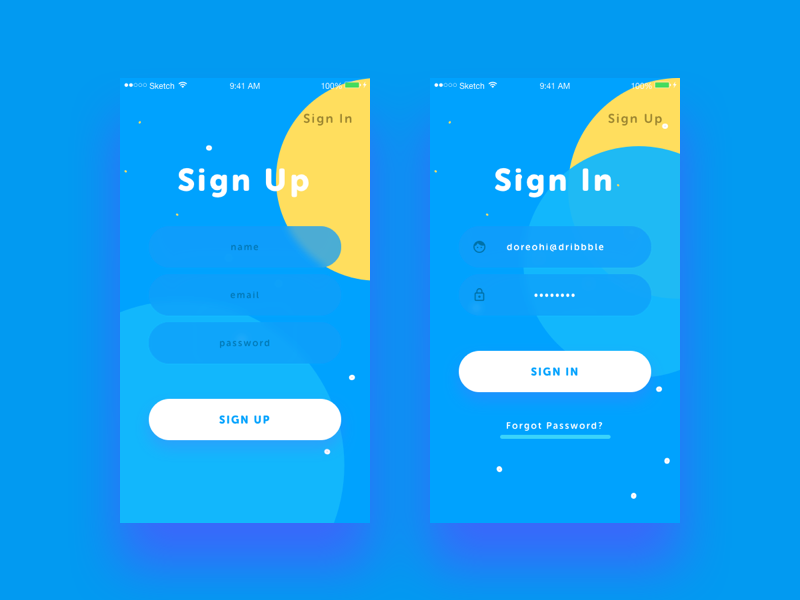 Sketch 9:41 AM 100%
Sign In
Sign Up
name
email
password
SIGN UP
Sketch 9:41 AM 100%
Sign Up
Sign In
doreohi@dribbble
••••••••
SIGN IN
Forgot Password?